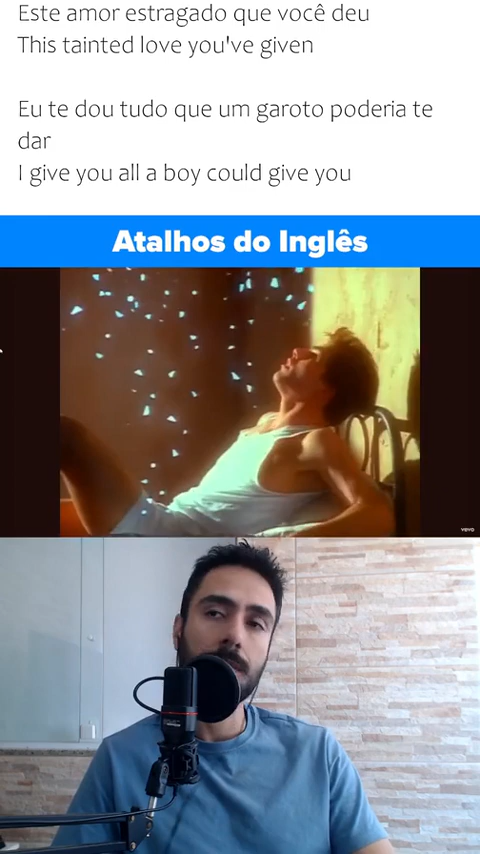 Este amor estragado que você deu
This tainted love you've given
Eu te dou tudo que um garoto poderia te
dar
I give you all a boy could give you
Atalhos do Inglês
vevo